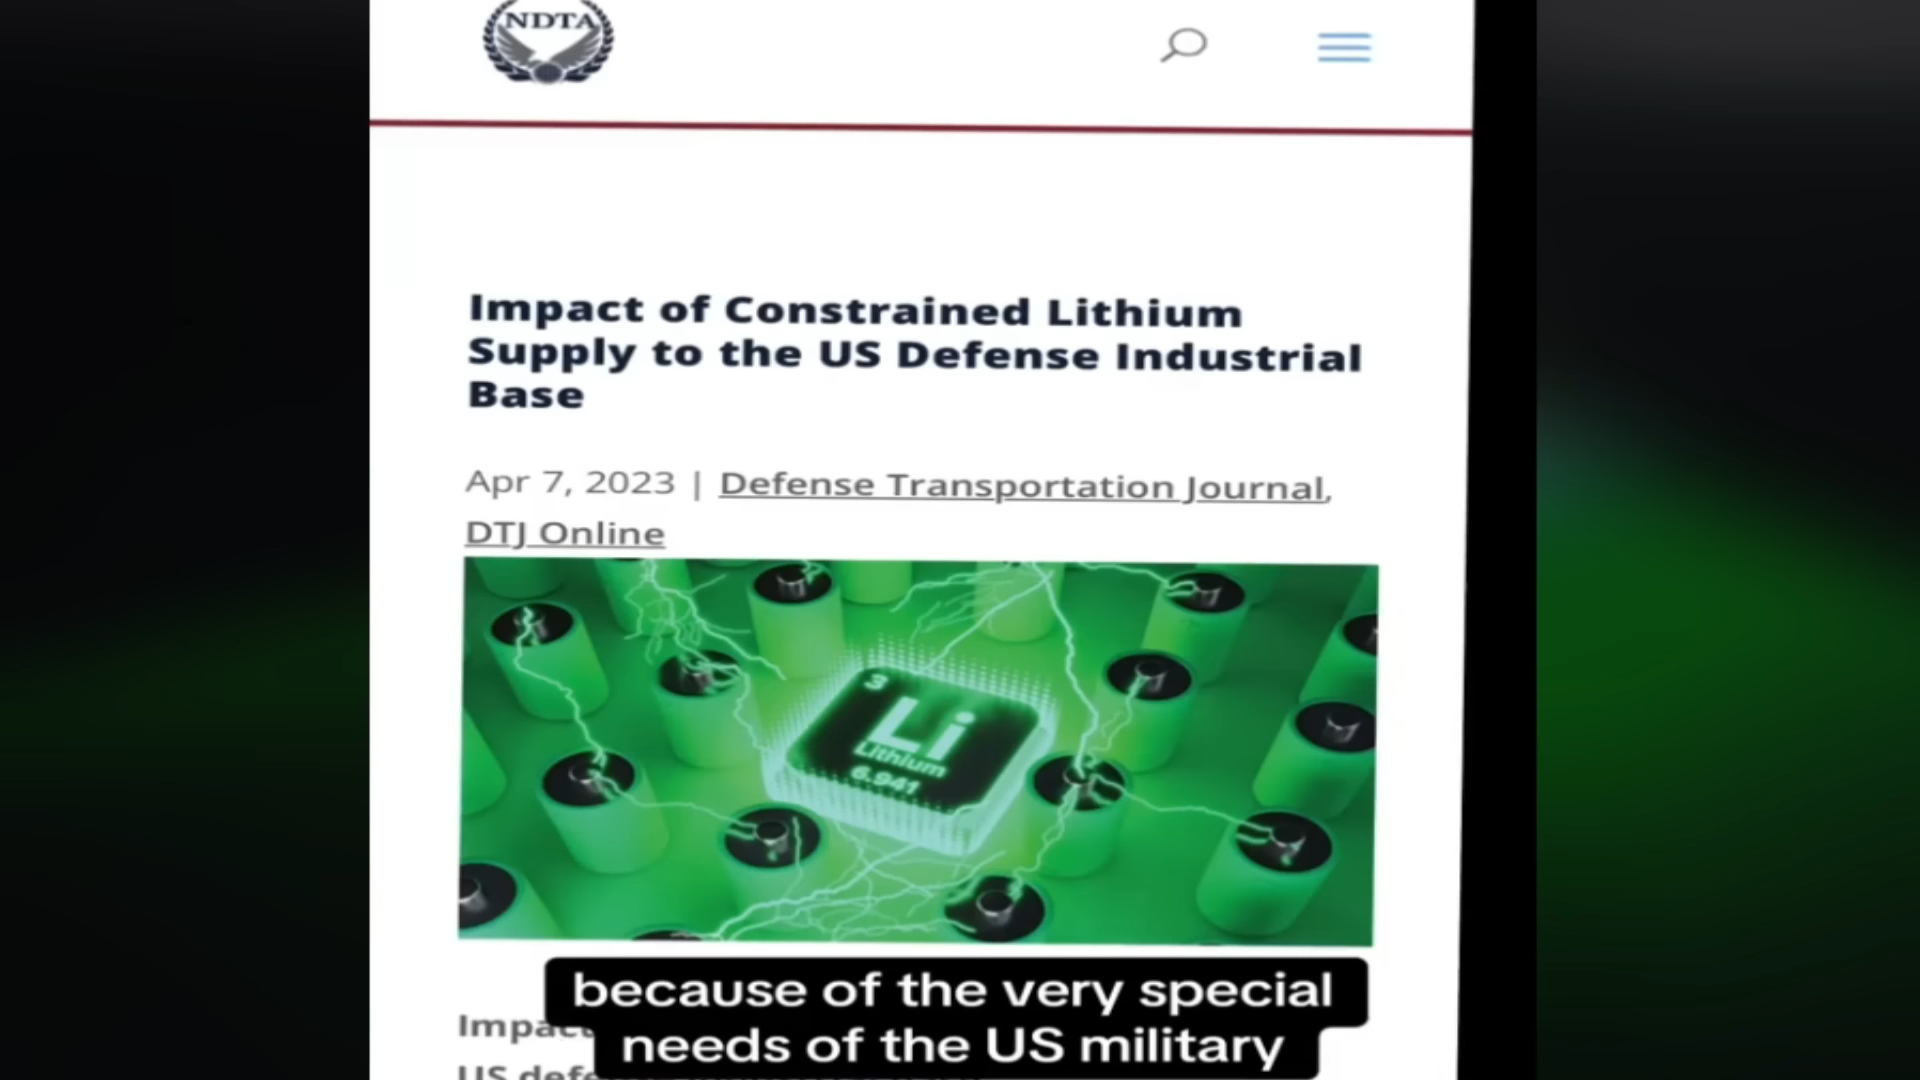 NDTA
Impact of Constrained Lithium
Supply to the US Defense Industrial
Base
Apr 7, 2023 | Defense Transportation Journal,
DTJ Online
3
Li
Lithium
6.941
because of the very special
needs of the US military